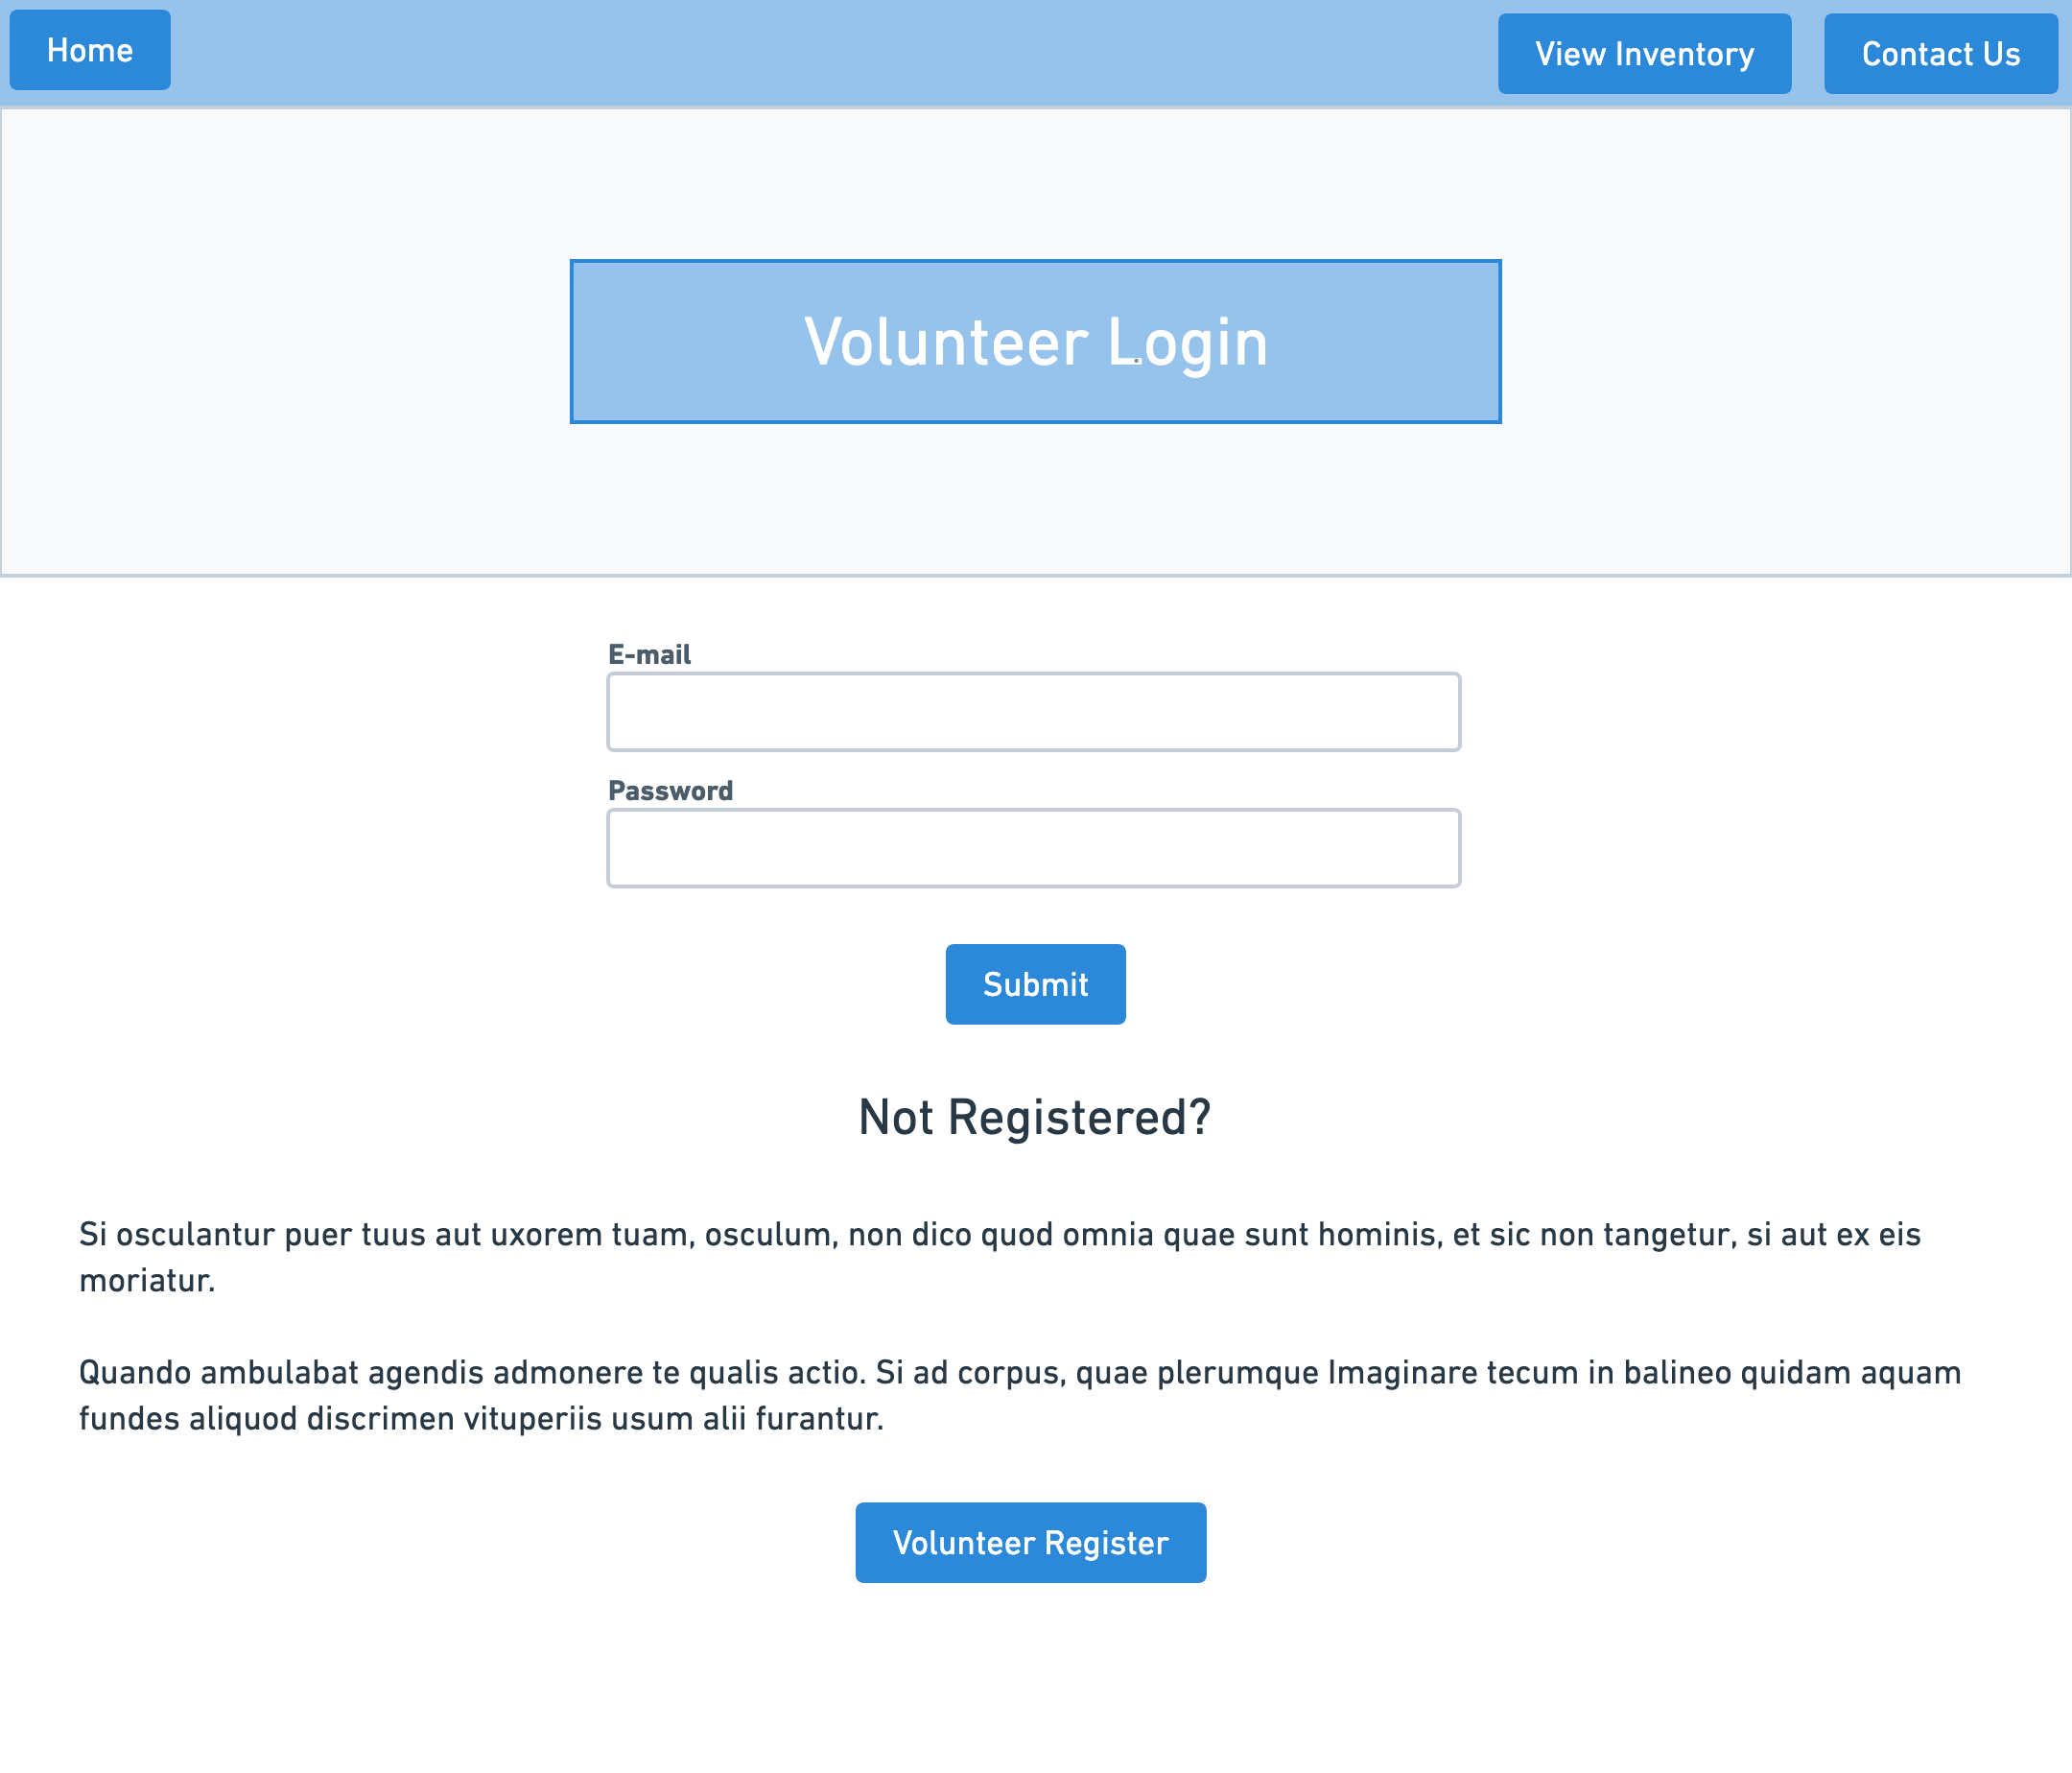 Home
View Inventory
Contact Us
Volunteer Login
E-mail
Password
Submit
Not Registered?
Si osculantur puer tuus aut uxorem tuam, osculum, non dico quod omnia quae sunt hominis, et sic non tangetur, si aut ex eis
moriatur.
Quando ambulabat agendis admonere te qualis actio. Si ad corpus, quae plerumque Imaginare tecum in balineo quidam aquam
fundes aliquod discrimen vituperiis usum alii furantur.
Volunteer Register